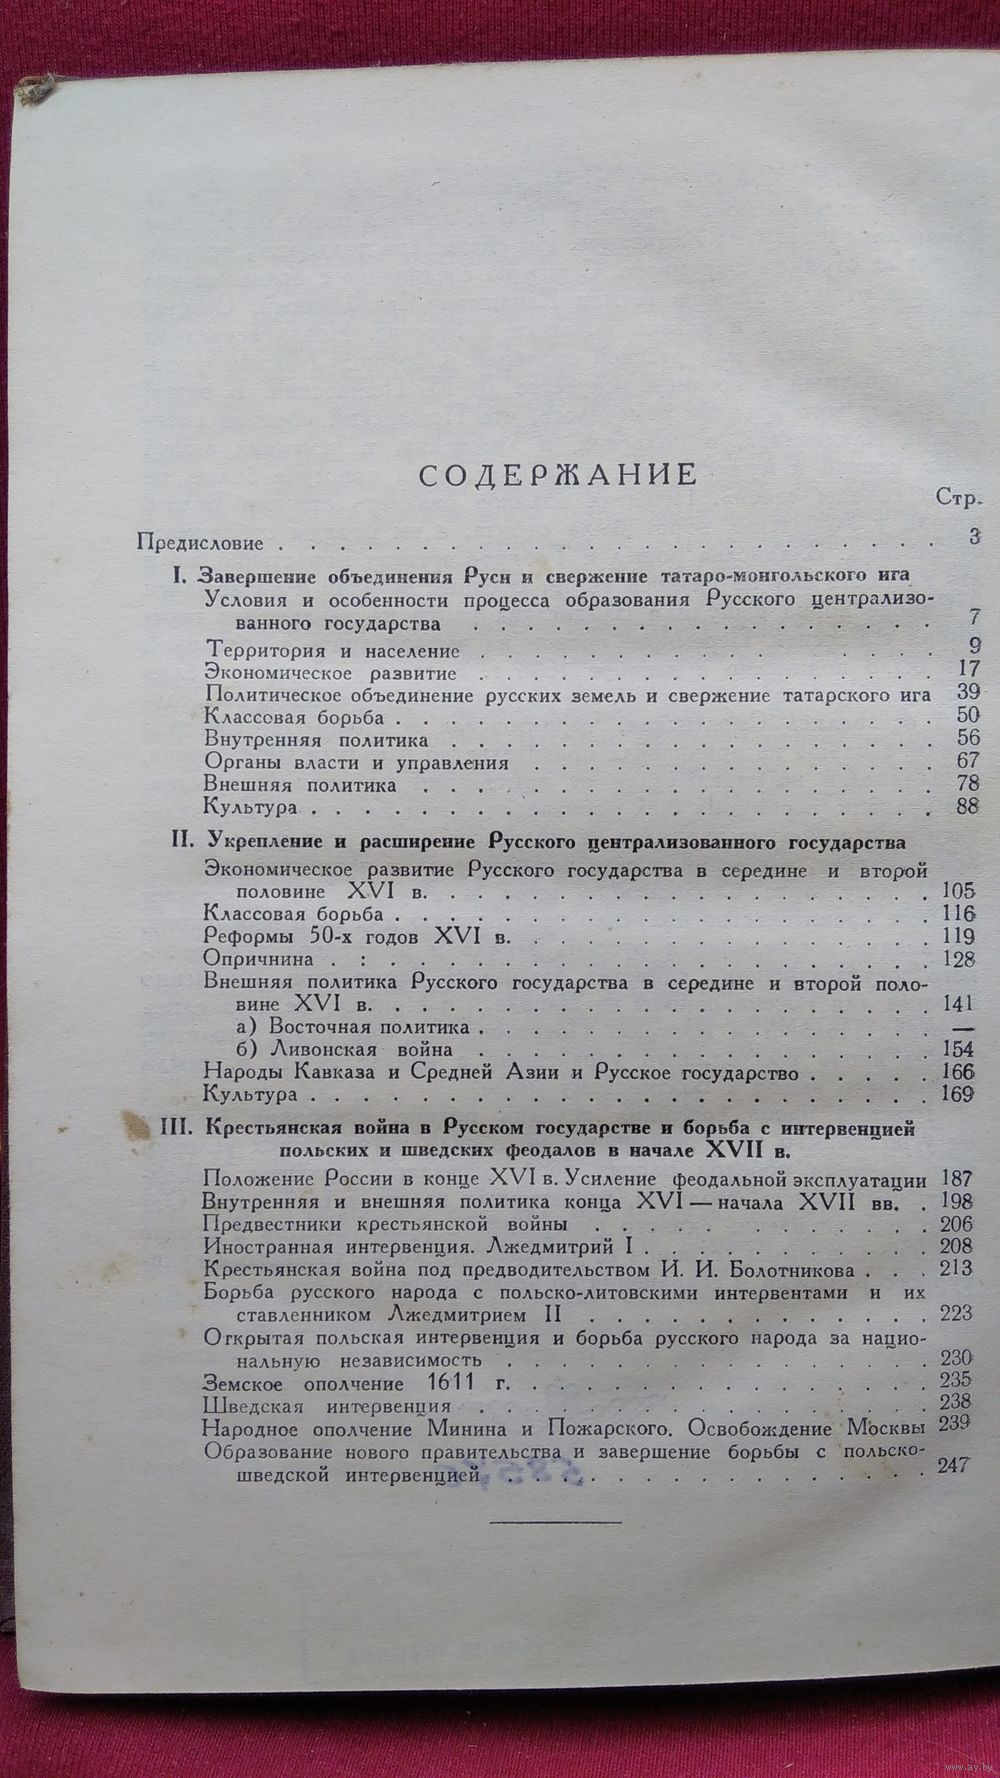 СОДЕРЖАНИЕ
Стр.
Предисловие . . . . . . . . . . . . . . . . . . . . . . . 3
I. Завершение объединения Руси и свержение татаро-монгольского ига
Условия и особенности процесса образования Русского централизо-
ванного государства . . . . . . . . . . . . . . . . . 7
Территория и население . . . . . . . . . . . . . . . . 9
Экономическое развитие . . . . . . . . . . . . . . . . 17
Политическое объединение русских земель и свержение татарского ига 39
Классовая борьба . . . . . . . . . . . . . . . . . . . . 50
Внутренняя политика . . . . . . . . . . . . . . . . . . 56
Органы власти и управления . . . . . . . . . . . . . . . 67
Внешняя политика . . . . . . . . . . . . . . . . . . . 78
Культура . . . . . . . . . . . . . . . . . . . . . . . 88
II. Укрепление и расширение Русского централизованного государства
Экономическое развитие Русского государства в середине и второй
половине XVI в. . . . . . . . . . . . . . . . . . . . 105
Классовая борьба . . . . . . . . . . . . . . . . . . . . 116
Реформы 50-х годов XVI в. . . . . . . . . . . . . . . . 119
Опричнина . : . . . . . . . . . . . . . . . . . . . . 128
Внешняя политика Русского государства в середине и второй поло-
вине XVI в. . . . . . . . . . . . . . . . . . . . . . 141
а) Восточная политика . . . . . . . . . . . . . . . . . —
б) Ливонская война . . . . . . . . . . . . . . . . . 154
Народы Кавказа и Средней Азии и Русское государство . . . . . 166
Культура . . . . . . . . . . . . . . . . . . . . . . . 169
III. Крестьянская война в Русском государстве и борьба с интервенцией
польских и шведских феодалов в начале XVII в.
Положение России в конце XVI в. Усиление феодальной эксплуатации 187
Внутренняя и внешняя политика конца XVI — начала XVII вв. . 198
Предвестники крестьянской войны . . . . . . . . . . . . 206
Иностранная интервенция. Лжедмитрий I . . . . . . . . . . . 208
Крестьянская война под предводительством И. И. Болотникова . . . 213
Борьба русского народа с польско-литовскими интервентами и их
ставленником Лжедмитрием II . . . . . . . . . . . . 223
Открытая польская интервенция и борьба русского народа за нацио-
нальную независимость . . . . . . . . . . . . . . . . 230
Земское ополчение 1611 г. . . . . . . . . . . . . . . . 235
Шведская интервенция . . . . . . . . . . . . . . . . . 238
Народное ополчение Минина и Пожарского. Освобождение Москвы 239
Образование нового правительства и завершение борьбы с польско-
шведской интервенцией . . . . . . . . . . . . . . . . 247
www.ay.by